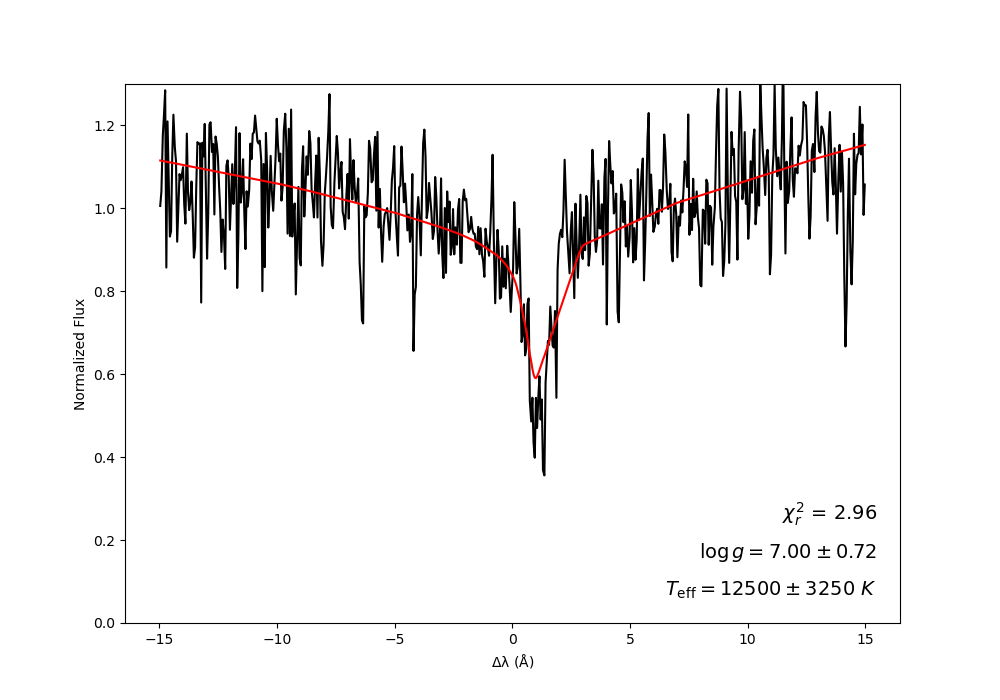 1.2
1.0
0.8
0.6
0.4
0.2
0.0
Normalized Flux
χ²ᵣ = 2.96
log g = 7.00 ± 0.72
T_eff = 12500 ± 3250 K
−15 −10 −5 0 5 10 15
Δλ (Å)